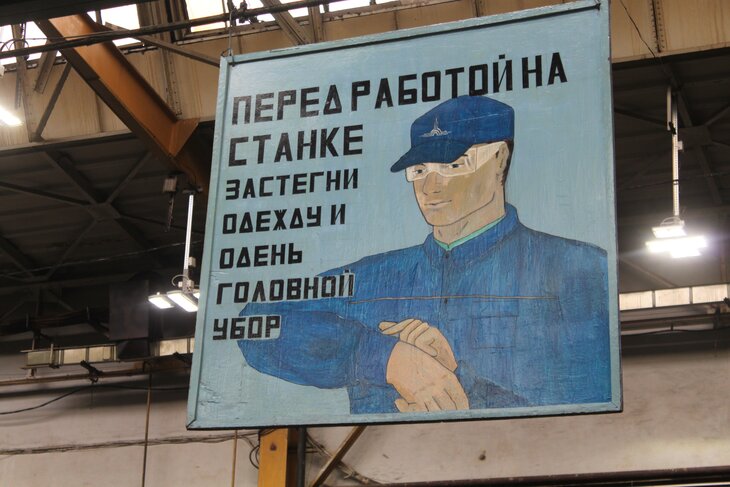 ПЕРЕД РАБОТОЙ НА
СТАНКЕ
ЗАСТЕГНИ
ОДЕЖДУ И
ОДЕНЬ
ГОЛОВНОЙ
УБОР